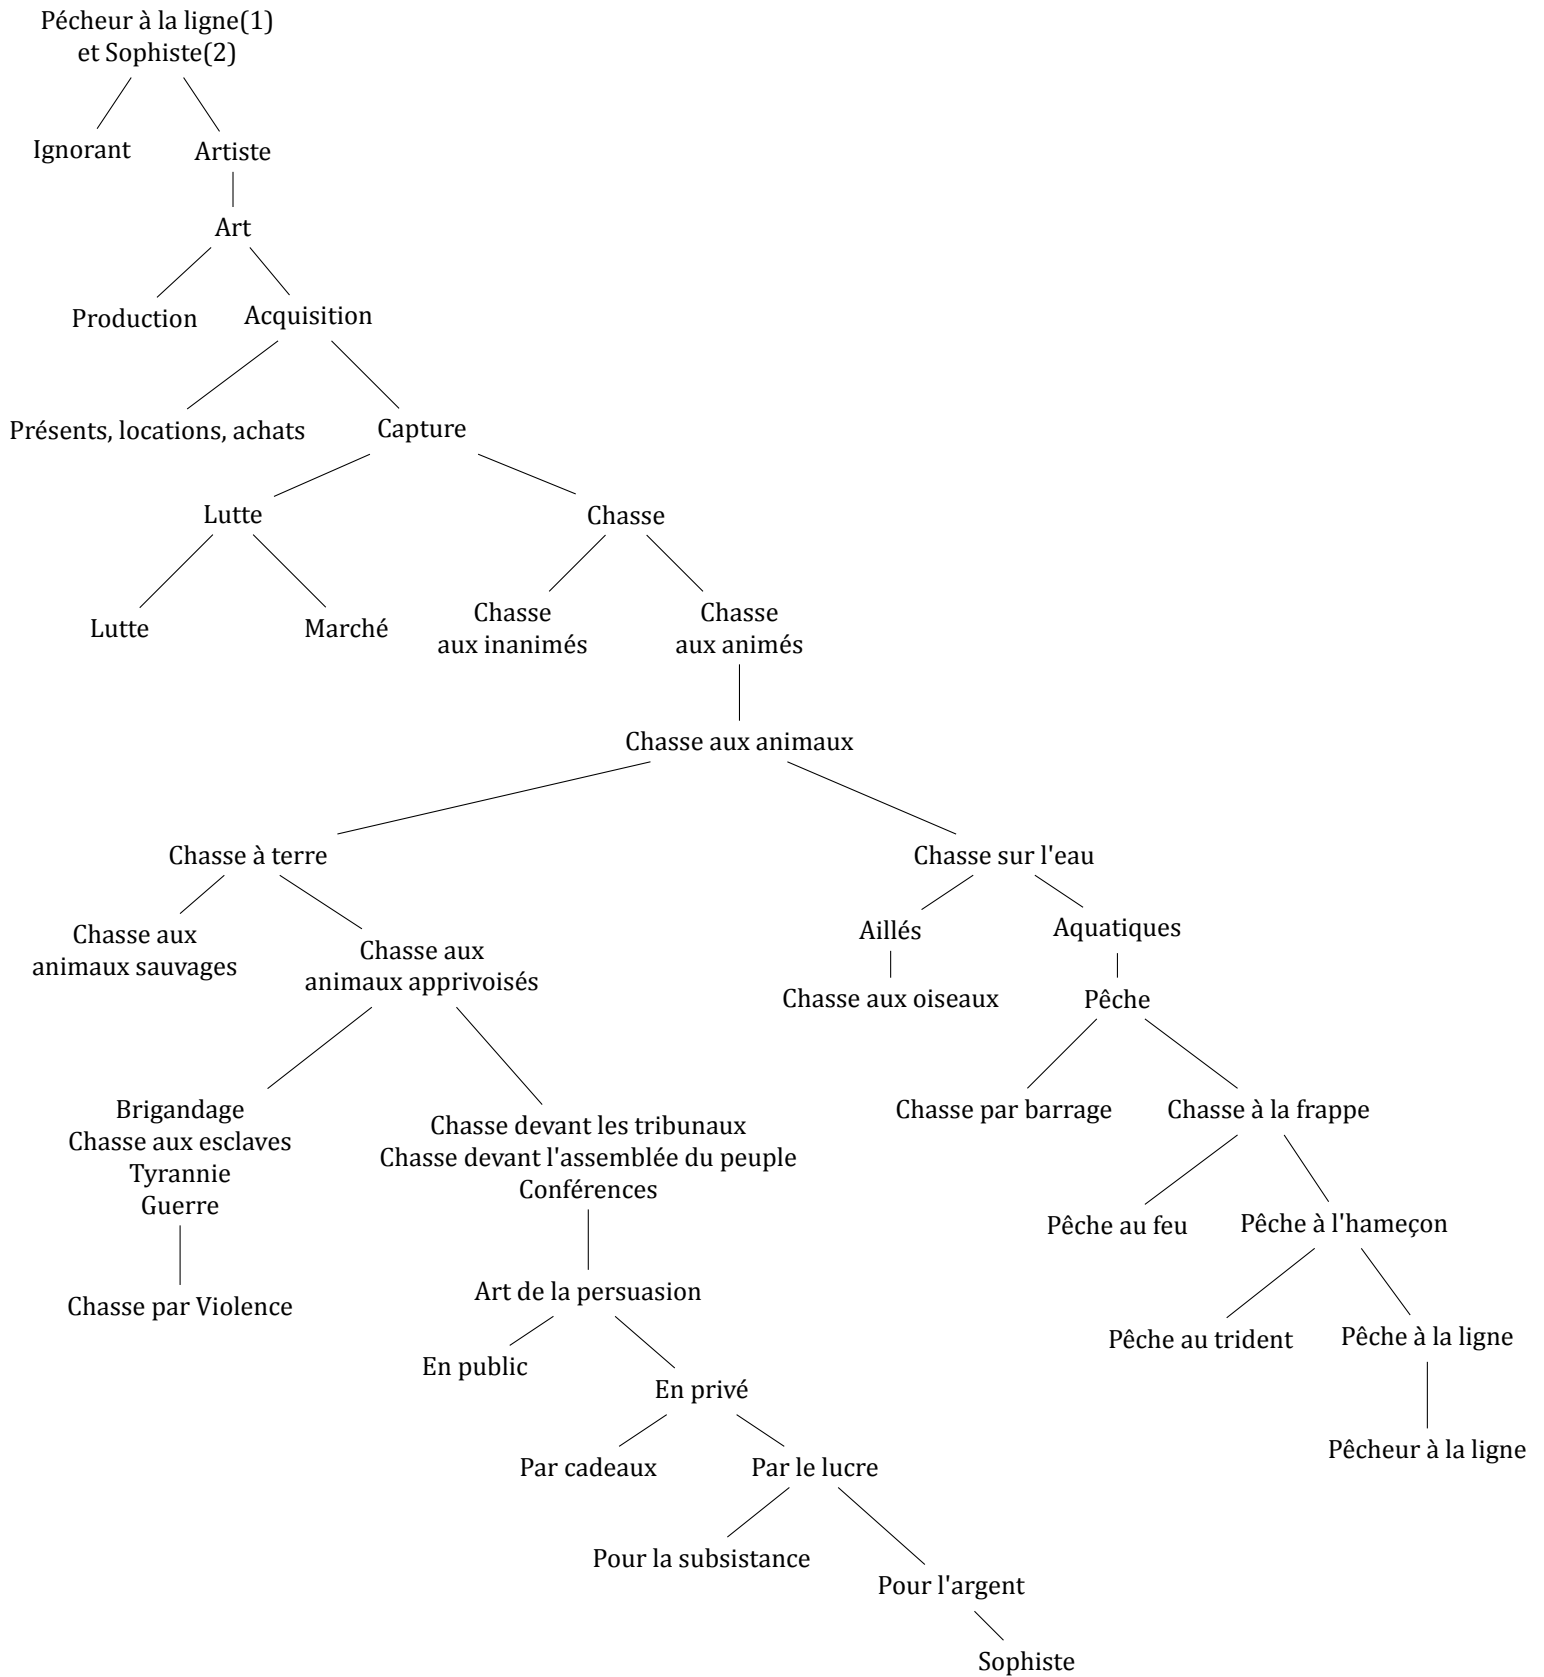 Pécheur à la ligne(1)
et Sophiste(2)
Ignorant
Artiste
Art
Production
Acquisition
Présents, locations, achats
Capture
Lutte
Chasse
Lutte
Marché
Chasse
aux inanimés
Chasse
aux animés
Chasse aux animaux
Chasse à terre
Chasse sur l'eau
Chasse aux
animaux sauvages
Chasse aux
animaux apprivoisés
Aillés
Aquatiques
Chasse aux oiseaux
Pêche
Brigandage
Chasse aux esclaves
Tyrannie
Guerre
Chasse devant les tribunaux
Chasse devant l'assemblée du peuple
Conférences
Chasse par barrage
Chasse à la frappe
Pêche au feu
Pêche à l'hameçon
Chasse par Violence
Art de la persuasion
Pêche au trident
Pêche à la ligne
En public
En privé
Pêcheur à la ligne
Par cadeaux
Par le lucre
Pour la subsistance
Pour l'argent
Sophiste